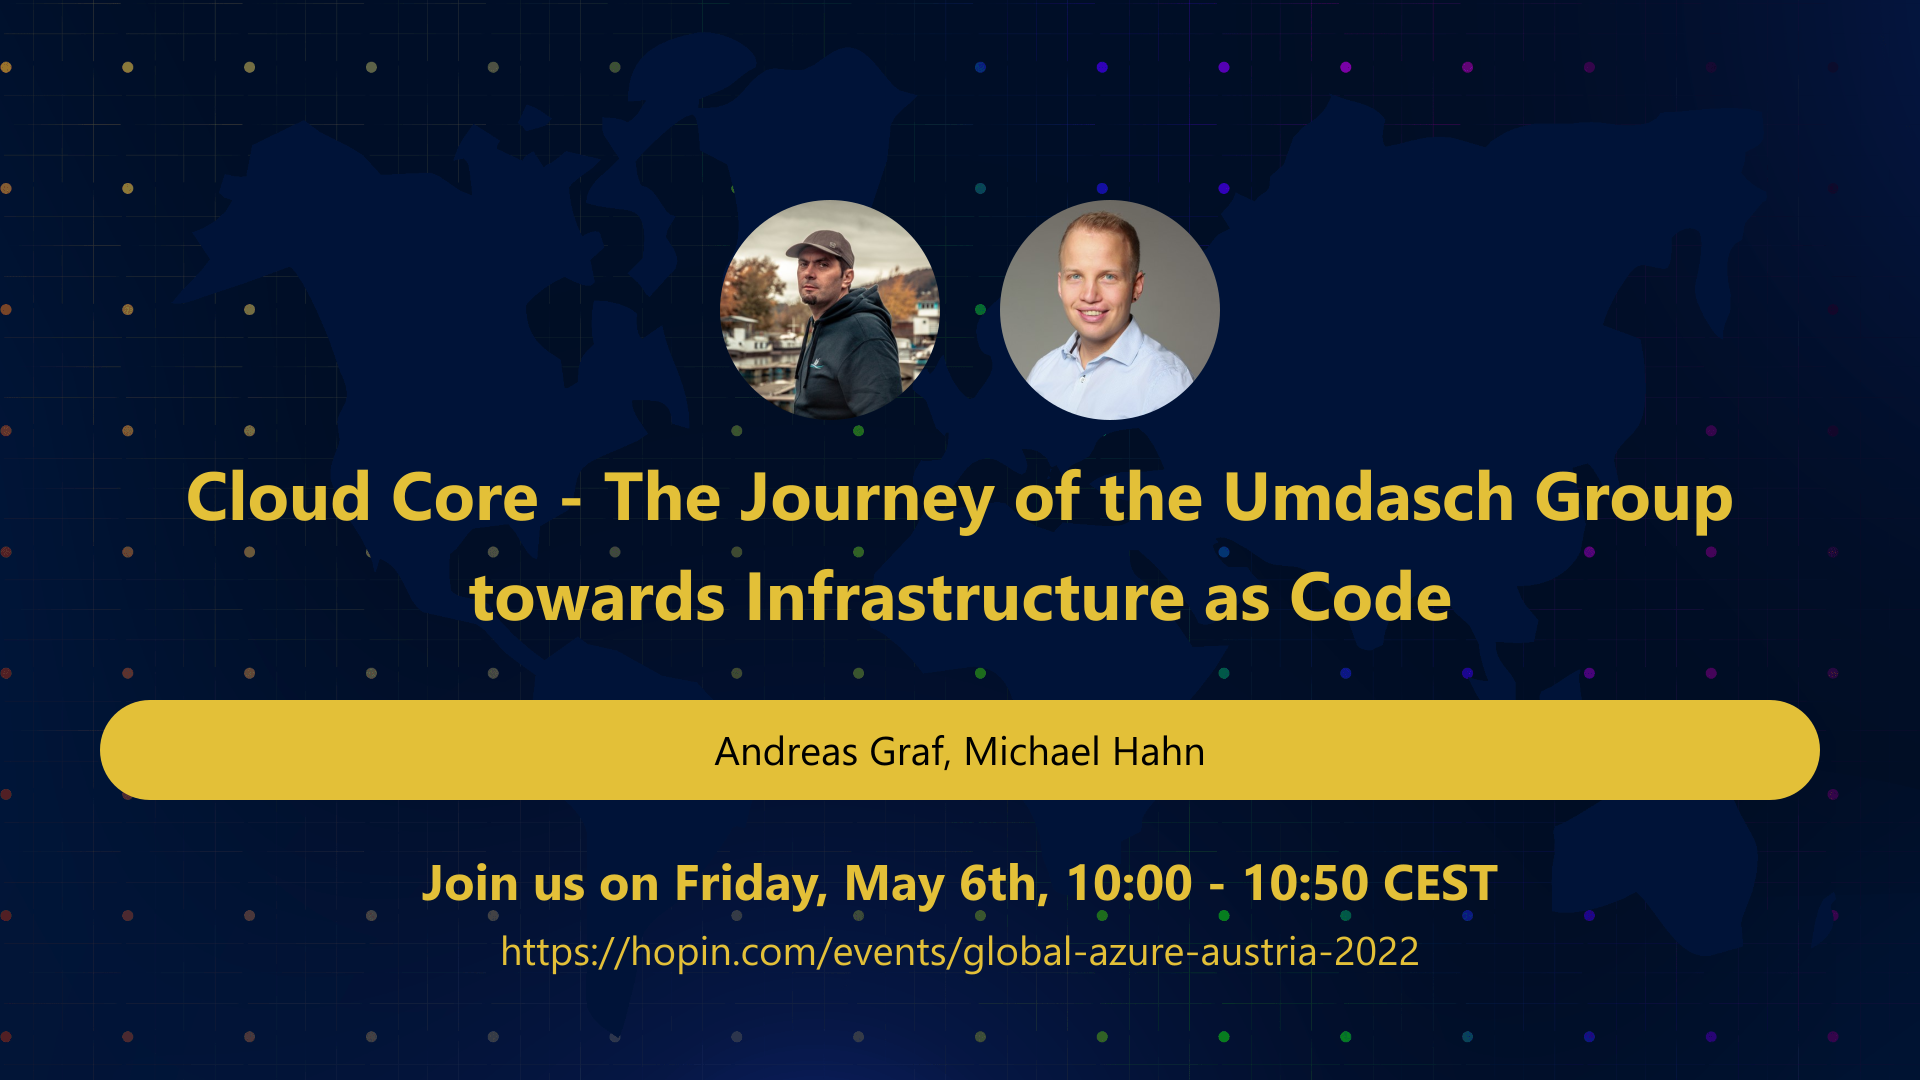 Cloud Core - The Journey of the Umdasch Group
towards Infrastructure as Code
Andreas Graf, Michael Hahn
Join us on Friday, May 6th, 10:00 - 10:50 CEST
https://hopin.com/events/global-azure-austria-2022